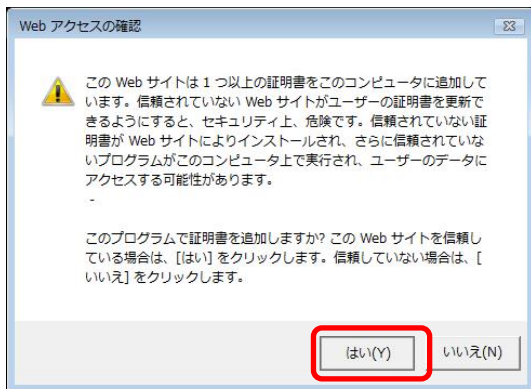 Web アクセスの確認
この Web サイトは 1 つ以上の証明書をこのコンピュータに追加して
います。信頼されていない Web サイトがユーザーの証明書を更新で
きるようにすると、セキュリティ上、危険です。信頼されていない証
明書が Web サイトによりインストールされ、さらに信頼されていな
いプログラムがこのコンピュータ上で実行され、ユーザーのデータに
アクセスする可能性があります。
-
このプログラムで証明書を追加しますか? この Web サイトを信頼し
ている場合は、[はい] をクリックします。信頼していない場合は、[
いいえ] をクリックします。
はい(Y) いいえ(N)